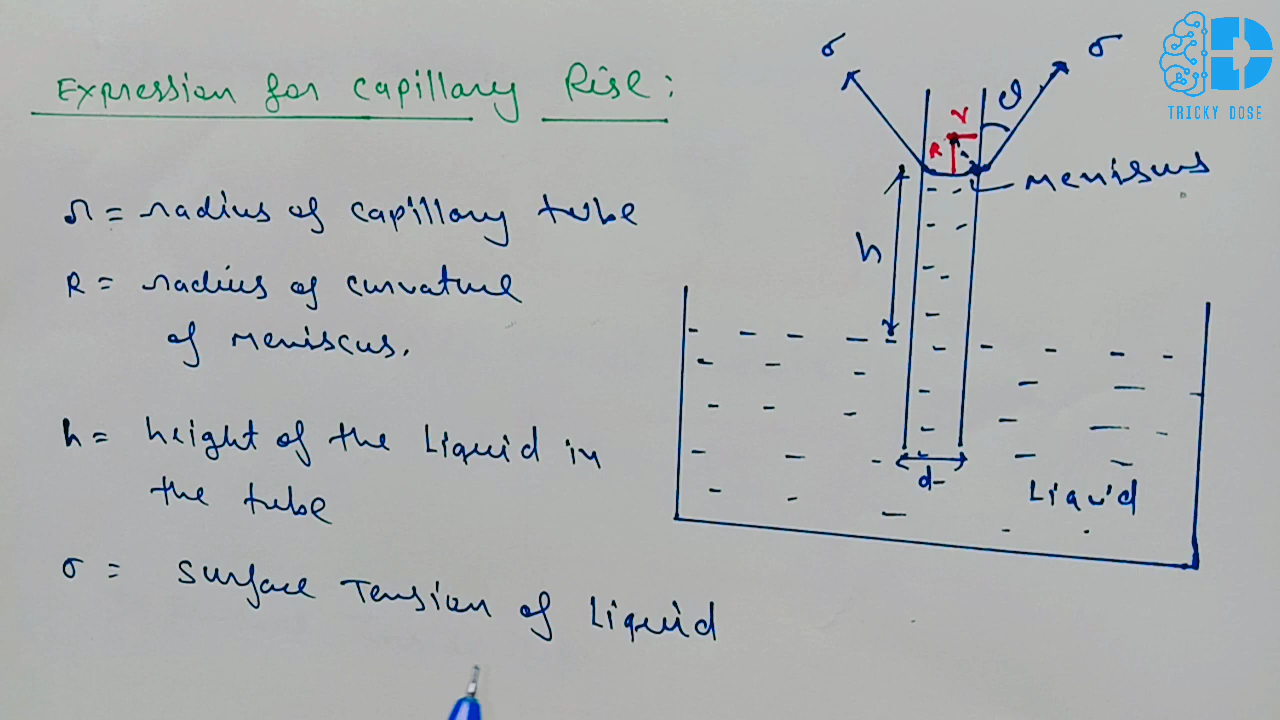 Expression for Capillary Rise:
r = radius of capillary tube
R = radius of curvature
of Meniscus.
h = height of the Liquid in
the tube
σ = Surface Tension of Liquid
σ
σ
θ
r
R
Meniscus
h
d
Liquid
TRICKY DOSE